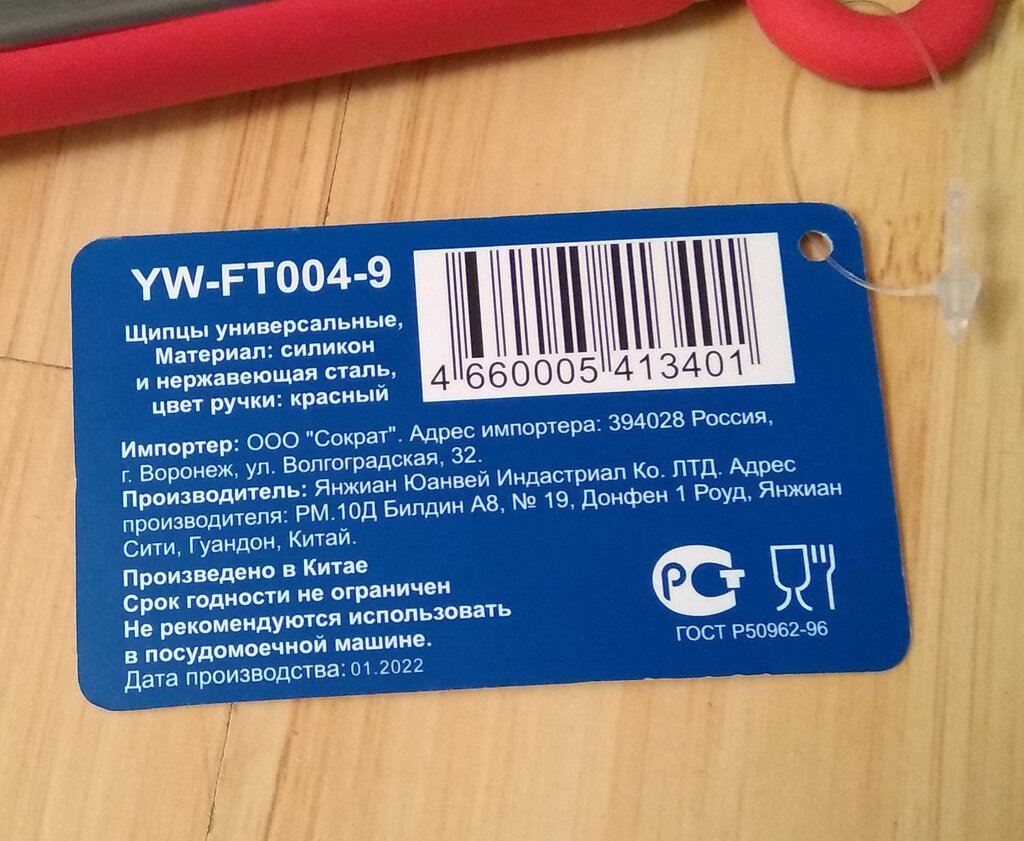 YW-FT004-9
Щипцы универсальные,
Материал: силикон
и нержавеющая сталь,
цвет ручки: красный
4 660005 413401
Импортер: ООО "Сократ". Адрес импортера: 394028 Россия,
г. Воронеж, ул. Волгоградская, 32.
Производитель: Янжиан Юанвей Индастриал Ко. ЛТД. Адрес
производителя: РМ.10Д Билдин А8, № 19, Донфен 1 Роуд, Янжиан
Сити, Гуандон, Китай.
Произведено в Китае
Срок годности не ограничен
Не рекомендуются использовать
в посудомоечной машине.
Дата производства: 01.2022
РСТ
ГОСТ Р50962-96